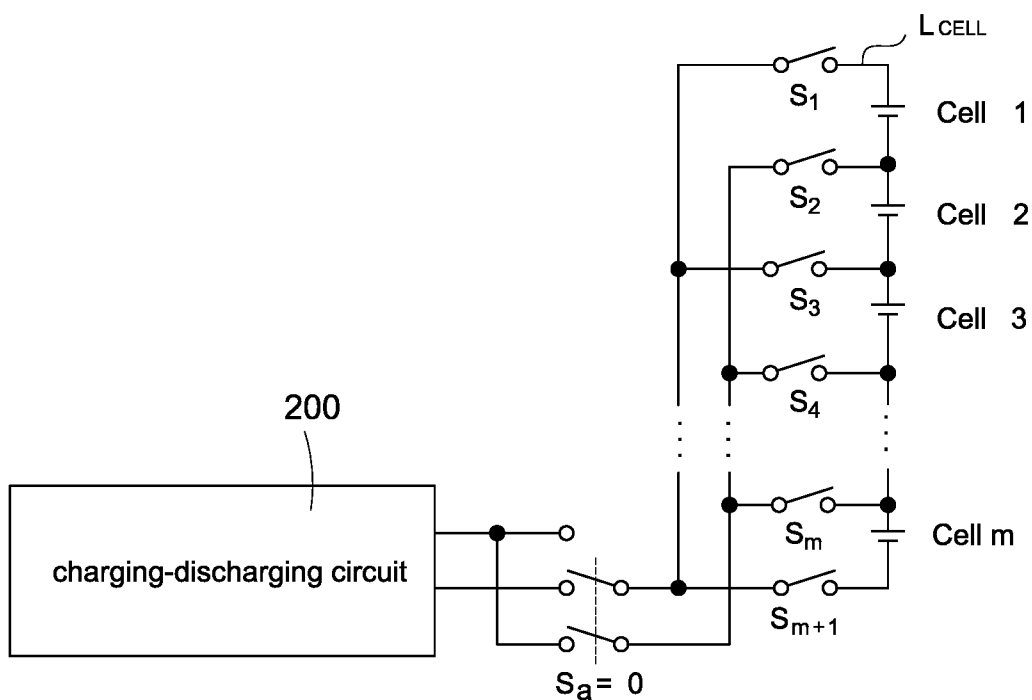 L CELL
S1
Cell 1
S2
Cell 2
S3
Cell 3
S4
200
Sm
Cell m
charging-discharging circuit
Sm+1
Sa = 0